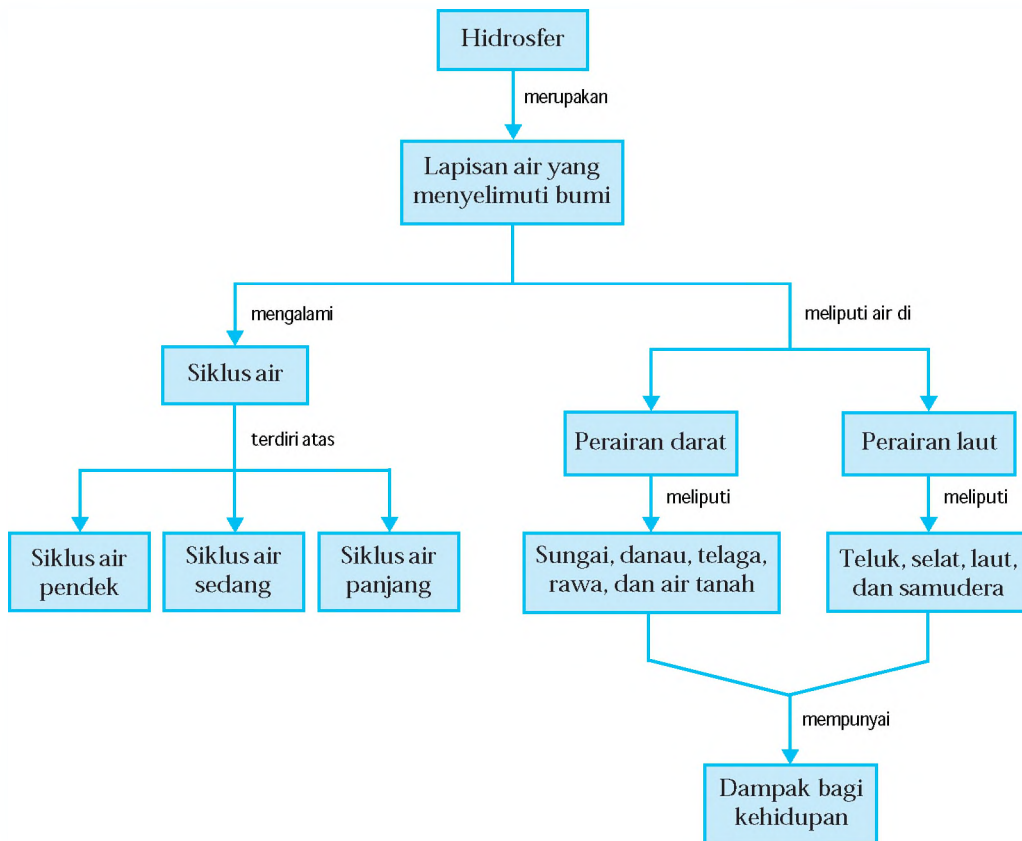 Hidrosfer
merupakan
Lapisan air yang
menyelimuti bumi
mengalami
meliputi air di
Siklus air
Perairan darat
Perairan laut
terdiri atas
meliputi
meliputi
Siklus air
pendek
Siklus air
sedang
Siklus air
panjang
Sungai, danau, telaga,
rawa, dan air tanah
Teluk, selat, laut,
dan samudera
mempunyai
Dampak bagi
kehidupan